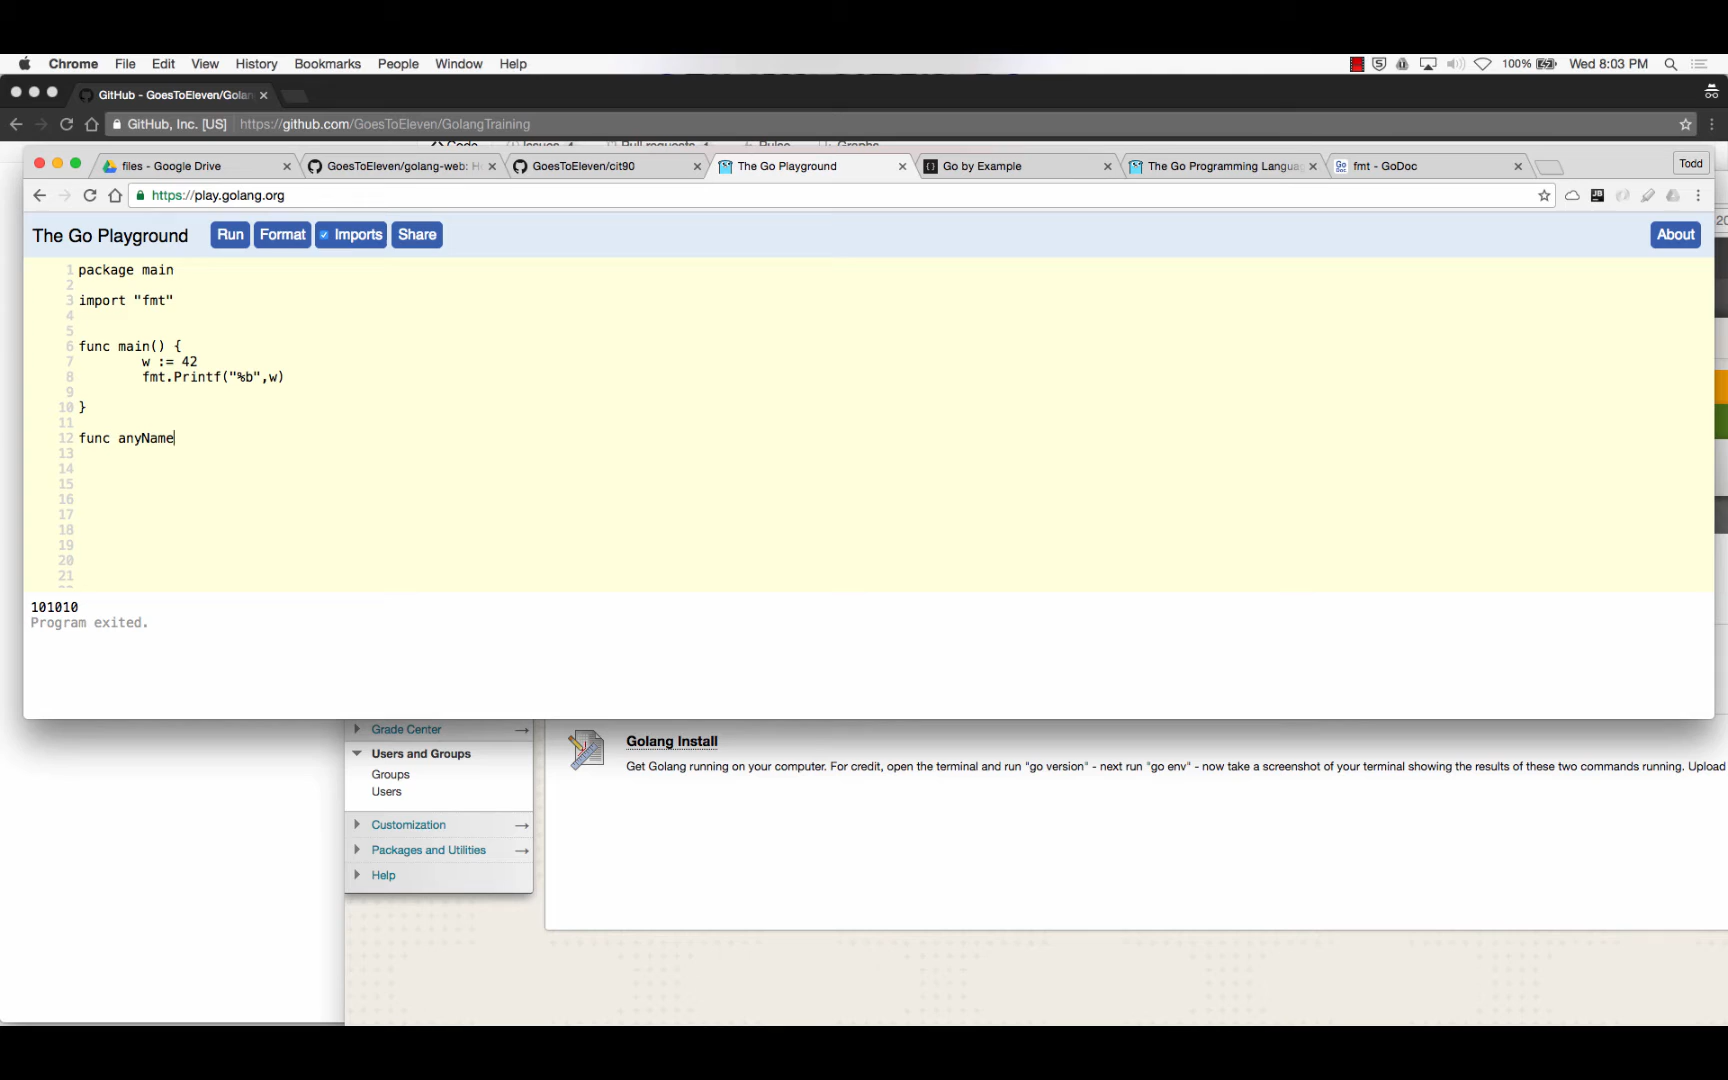 Chrome File Edit View History Bookmarks People Window Help 100% Wed 8:03 PM
GitHub - GoesToEleven/Golan
GitHub, Inc. [US] https://github.com/GoesToEleven/GolangTraining
files - Google Drive GoesToEleven/golang-web: H GoesToEleven/cit90 The Go Playground Go by Example The Go Programming Langua fmt - GoDoc Todd
https://play.golang.org
The Go Playground Run Format Imports Share About
1 package main
2
3 import "fmt"
4
5
6 func main() {
7 w := 42
8 fmt.Printf("%b",w)
9
10 }
11
12 func anyName
13
14
15
16
17
18
19
20
21
101010
Program exited.
Grade Center
Users and Groups
Groups
Users
Customization
Packages and Utilities
Help
Golang Install
Get Golang running on your computer. For credit, open the terminal and run "go version" - next run "go env" - now take a screenshot of your terminal showing the results of these two commands running. Upload